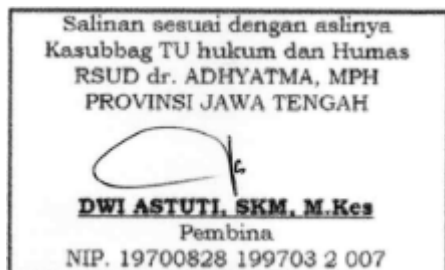 Salinan sesuai dengan aslinya
Kasubbag TU hukum dan Humas
RSUD dr. ADHYATMA, MPH
PROVINSI JAWA TENGAH
DWI ASTUTI, SKM, M.Kes
Pembina
NIP. 19700828 199703 2 007